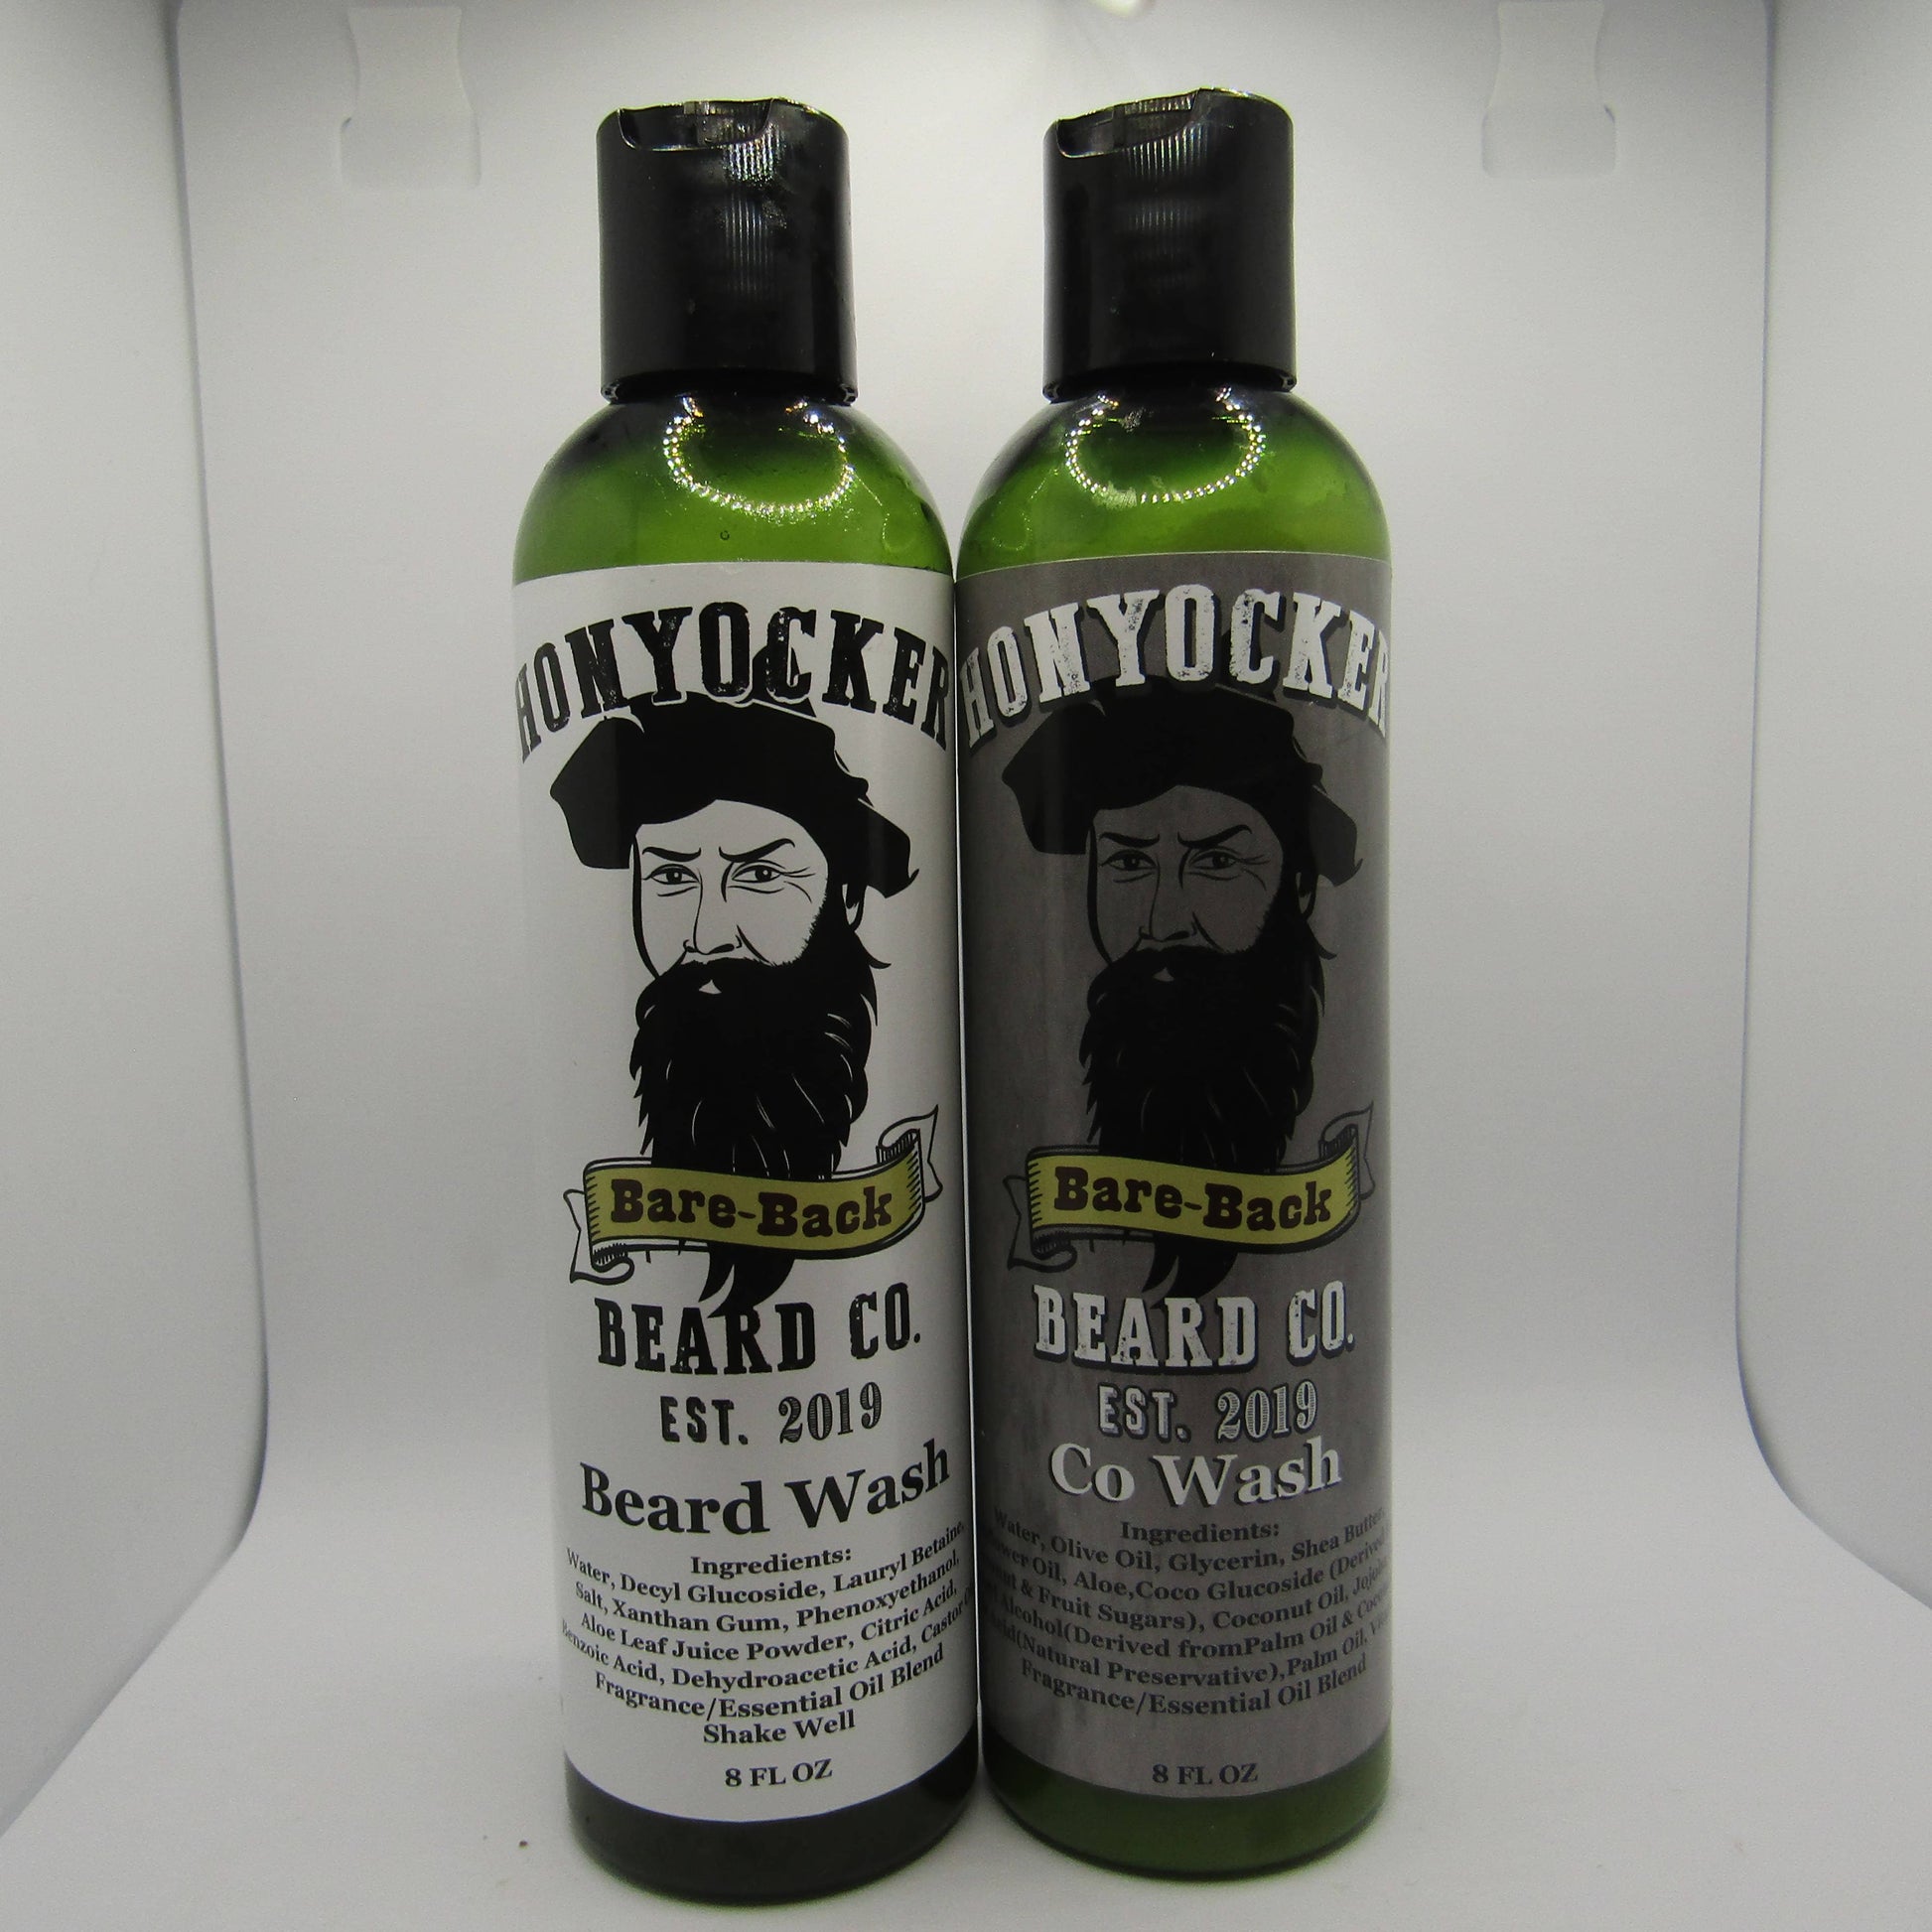 HONYOCKER
Bare-Back
BEARD CO.
EST. 2019
Beard Wash
Ingredients:
Water, Decyl Glucoside, Lauryl Betaine,
Salt, Xanthan Gum, Phenoxyethanol,
Aloe Leaf Juice Powder, Citric Acid,
Benzoic Acid, Dehydroacetic Acid, Castor
Fragrance/Essential Oil Blend
Shake Well
8 FL OZ
HONYOCKER
Bare-Back
BEARD CO.
EST. 2019
Co Wash
Ingredients:
Water, Olive Oil, Glycerin, Shea Butter,
Oil, Aloe,Coco Glucoside (Derived
& Fruit Sugars), Coconut Oil,
Alcohol(Derived fromPalm Oil &
(Natural Preservative),Palm Oil,
Fragrance/Essential Oil Blend
8 FL OZ